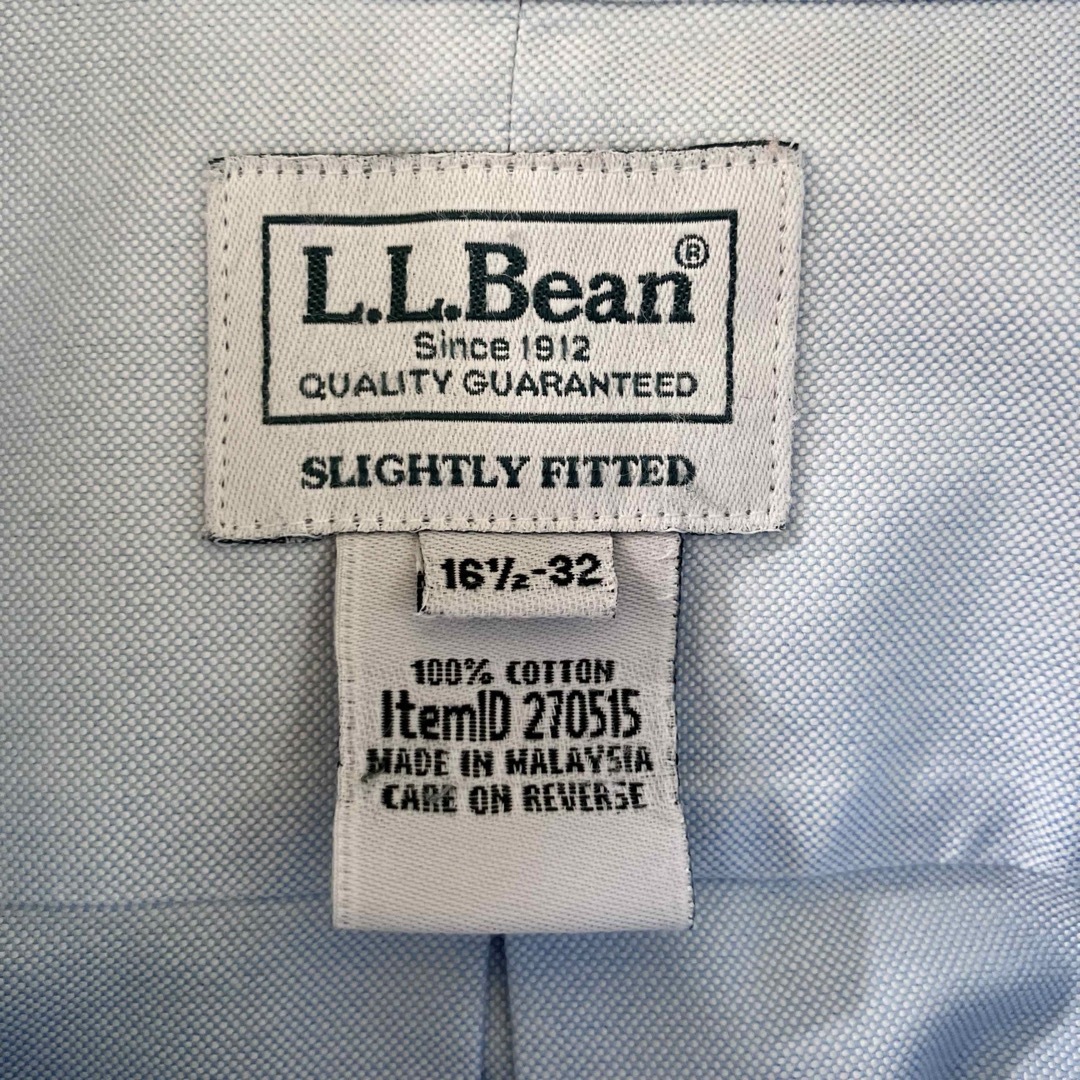 L.L.Bean®
Since 1912
QUALITY GUARANTEED
SLIGHTLY FITTED
16½-32
100% COTTON
ItemID 270515
MADE IN MALAYSIA
CARE ON REVERSE